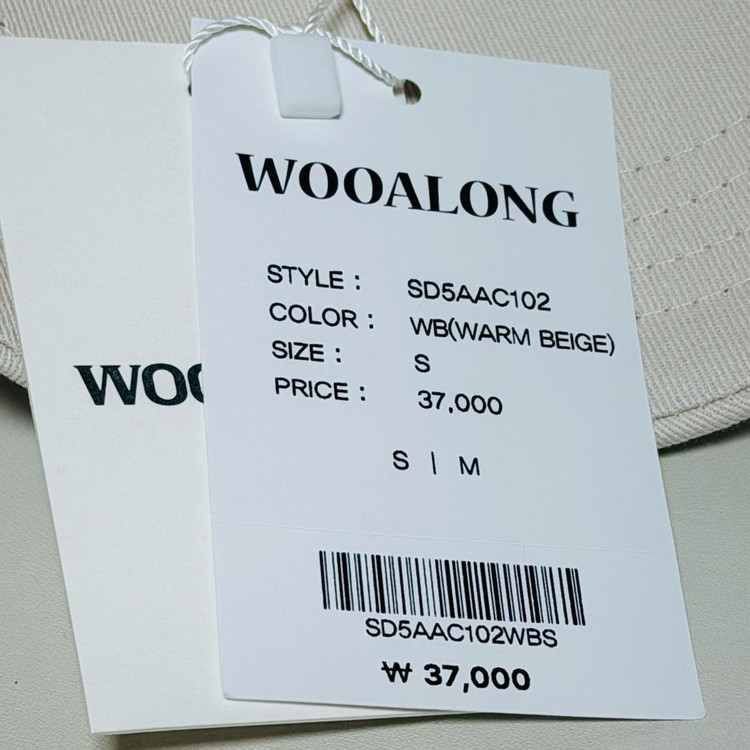 WOOALONG
STYLE : SD5AAC102
COLOR : WB(WARM BEIGE)
SIZE : S
PRICE : 37,000
S | M
SD5AAC102WBS
₩ 37,000
WOO